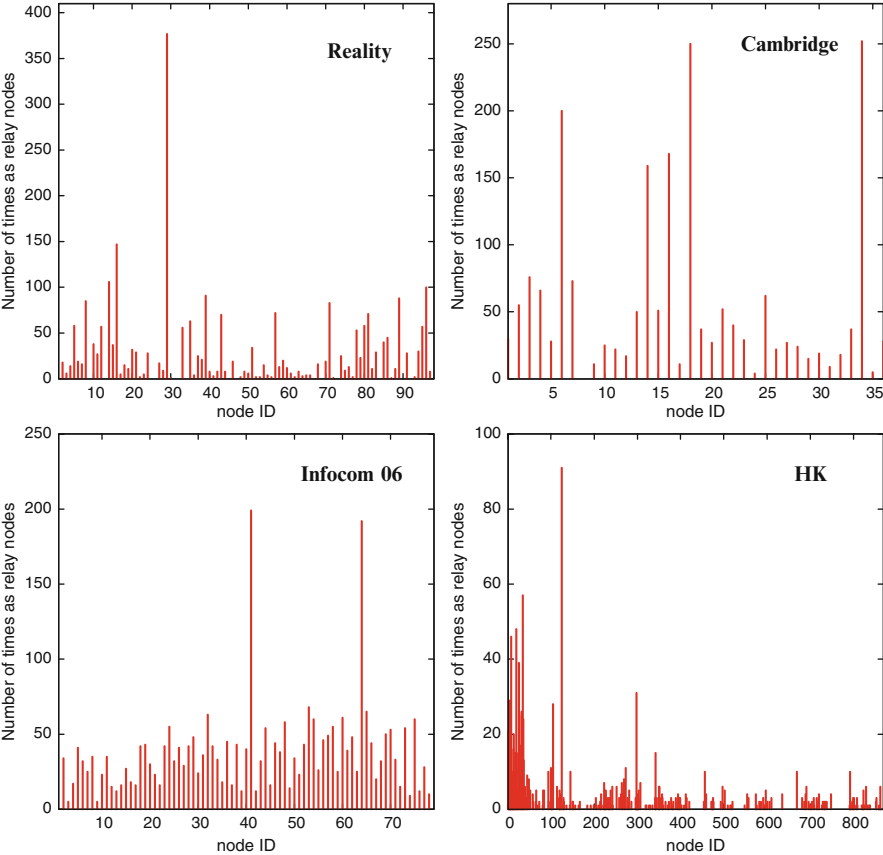 Reality
Number of times as relay nodes
400
350
300
250
200
150
100
50
0
10 20 30 40 50 60 70 80 90
node ID
Cambridge
Number of times as relay nodes
250
200
150
100
50
0
5 10 15 20 25 30 35
node ID
Infocom 06
Number of times as relay nodes
250
200
150
100
50
0
10 20 30 40 50 60 70
node ID
HK
Number of times as relay nodes
100
80
60
40
20
0
0 100 200 300 400 500 600 700 800
node ID